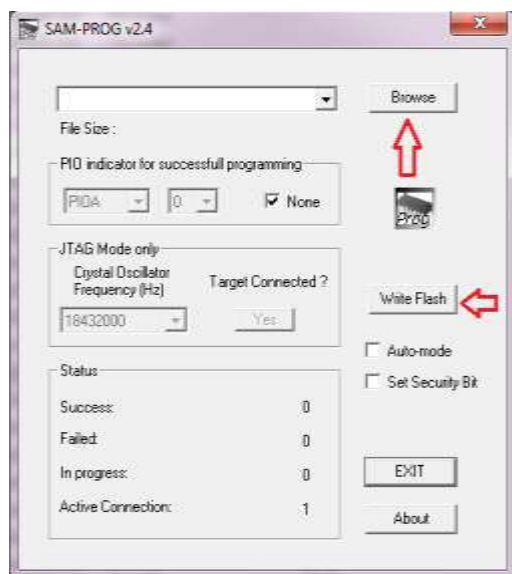 SAM-PROG v2.4
Browse
File Size :
PIO indicator for successfull programming
PIOA 0 None
Prog
JTAG Mode only
Crystal Oscillator
Frequency (Hz)
Target Connected ?
18432000 Yes
Write Flash
Auto-mode
Set Security Bit
Status
Success: 0
Failed: 0
In progress: 0
Active Connection: 1
EXIT
About